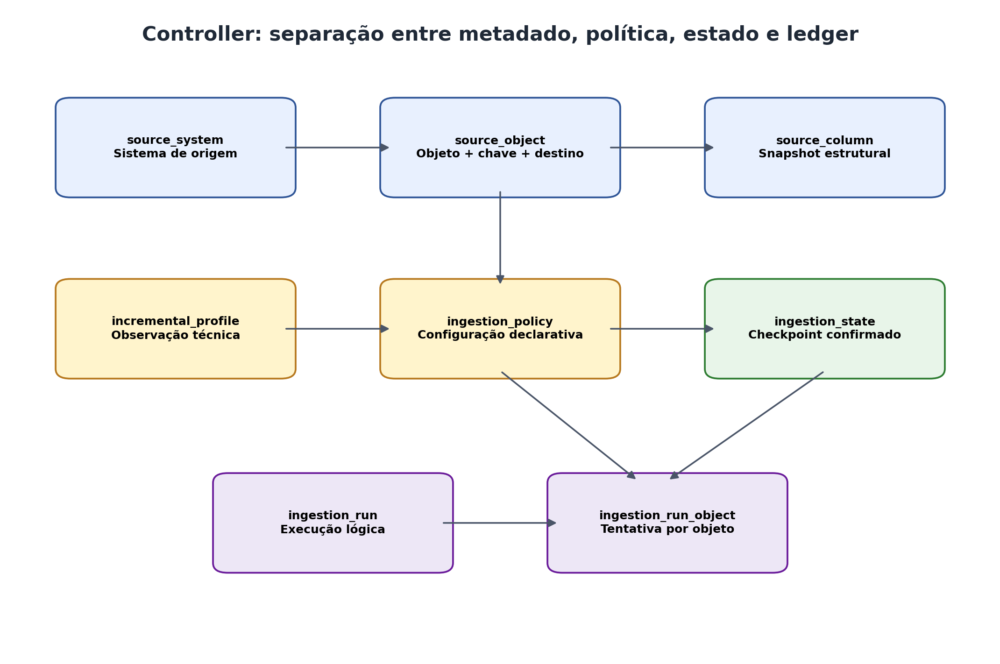 Controller: separação entre metadado, política, estado e ledger
source_system
Sistema de origem
source_object
Objeto + chave + destino
source_column
Snapshot estrutural
incremental_profile
Observação técnica
ingestion_policy
Configuração declarativa
ingestion_state
Checkpoint confirmado
ingestion_run
Execução lógica
ingestion_run_object
Tentativa por objeto